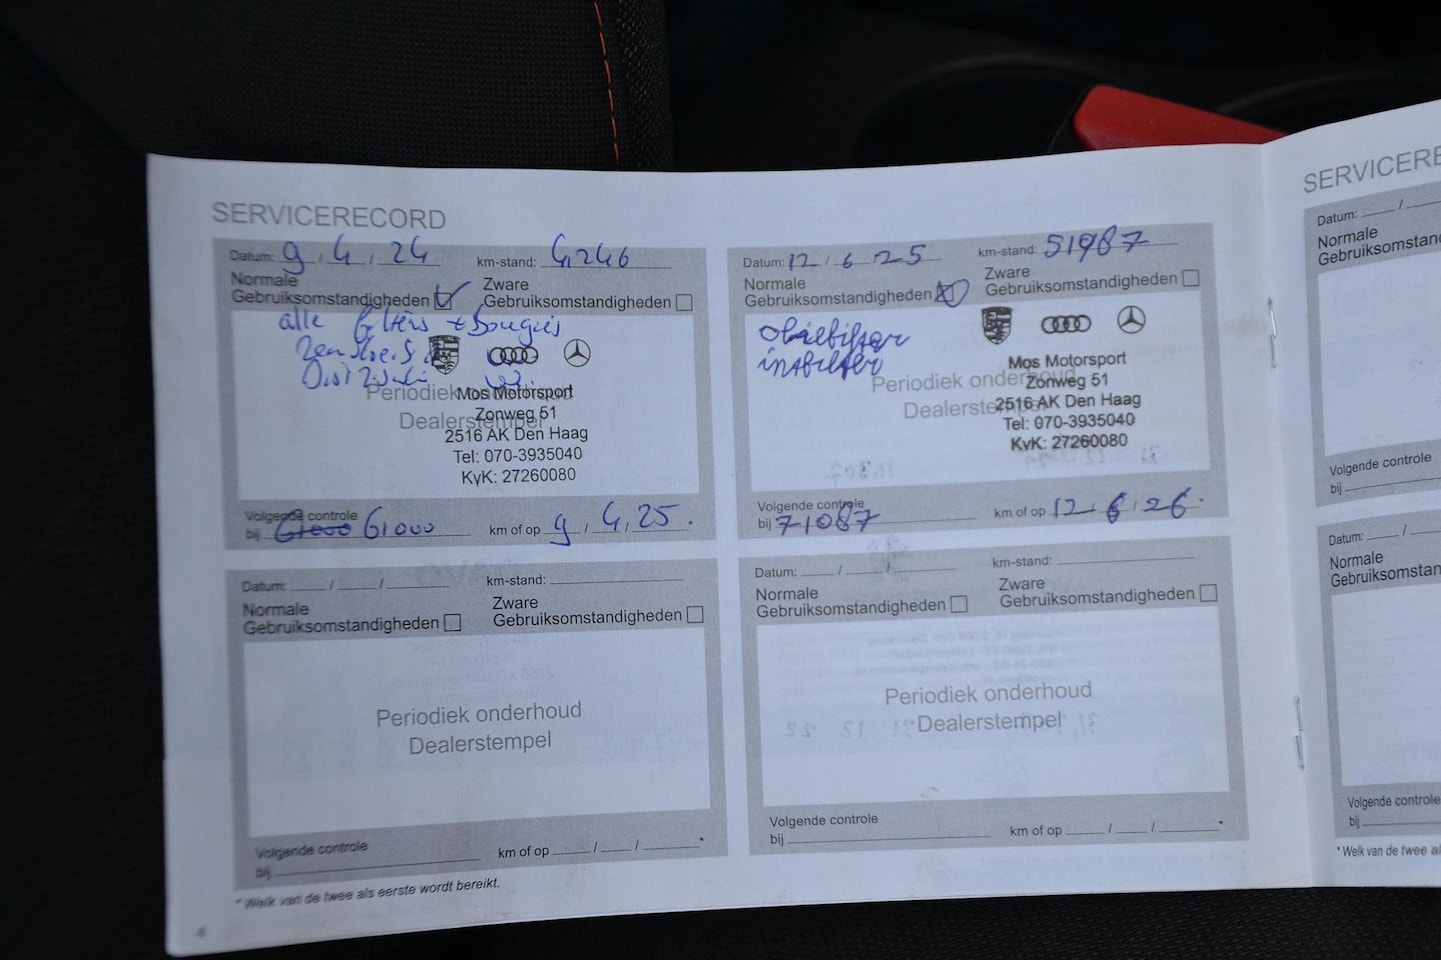 SERVICERECORD
Datum: 9 / 4 / 24 km-stand: 4,246
Normale Gebruiksomstandigheden Zware Gebruiksomstandigheden
alle filters + Bougies
Periodiek onderhoud
Dealerstempel
Mos Motorsport
Zonweg 51
2516 AK Den Haag
Tel: 070-3935040
KvK: 27260080
Volgende controle
bij 61000 km of op 9 / 4 / 25 .
Datum: 12 / 6 / 25 km-stand: 51987
Normale Gebruiksomstandigheden Zware Gebruiksomstandigheden
Periodiek onderhoud
Dealerstempel
Mos Motorsport
Zonweg 51
2516 AK Den Haag
Tel: 070-3935040
KvK: 27260080
Volgende controle
bij 71087 km of op 12 / 6 / 26 .
Datum: / / km-stand:
Normale Gebruiksomstandigheden Zware Gebruiksomstandigheden
Periodiek onderhoud
Dealerstempel
Volgende controle
bij km of op / / *
Datum: / / km-stand:
Normale Gebruiksomstandigheden Zware Gebruiksomstandigheden
Periodiek onderhoud
Dealerstempel
Volgende controle
bij km of op / / *
* Welk van de twee als eerste wordt bereikt.
4
SERVICERE
Datum: /
Normale
Gebruiksomstan
Volgende controle
bij
Datum: /
Normale
Gebruiksomstan
Volgende controle
bij
* Welk van de twee al